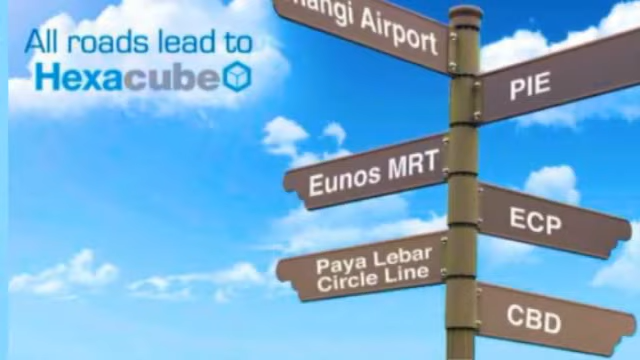 All roads lead to
Hexacube
hangi Airport
PIE
Eunos MRT
ECP
Paya Lebar
Circle Line
CBD